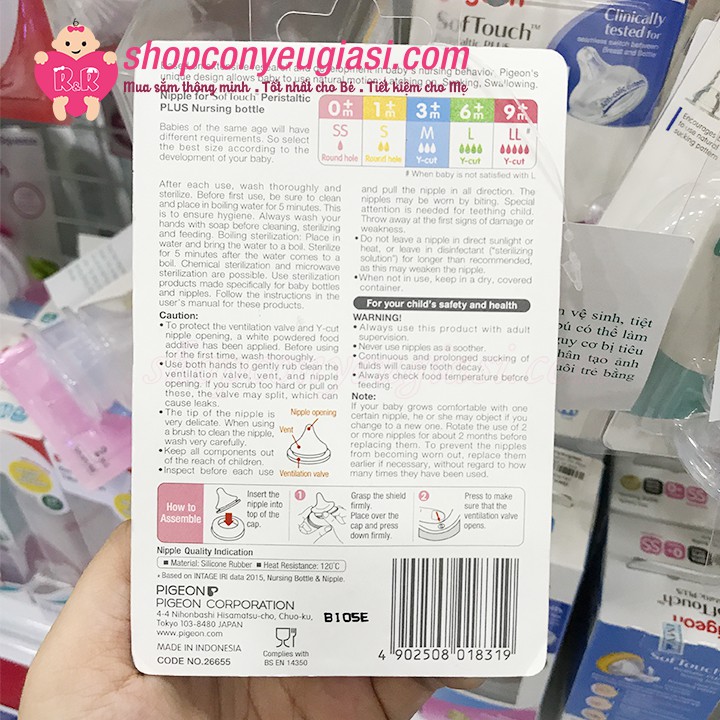 R&R
shopconyeugiasi.com
Mua sắm thông minh . Tốt nhất cho Bé . Tiết kiệm cho Mẹ
in baby's nursing behavior, Pigeon's
unique design allows baby to use natural motion: Latching on, Sucking, Swallowing.
Nipple for SofTouch™ Peristaltic
PLUS Nursing bottle
Babies of the same age will have
different requirements. So select
the best size according to the
development of your baby.
0+m 1+m 3+m 6+m 9+m
SS S M L LL
Round hole Round hole Y-cut Y-cut Y-cut
When baby is not satisfied with L
After each use, wash thoroughly and
sterilize. Before first use, be sure to clean
and place in boiling water for 5 minutes. This
is to ensure hygiene. Always wash your
hands with soap before cleaning, sterilizing
and feeding. Boiling sterilization: Place in
water and bring the water to a boil. Sterilize
for 5 minutes after the water comes to a
boil. Chemical sterilization and microwave
sterilization are possible. Use sterilization
products made specifically for baby bottles
and nipples. Follow the instructions in the
user's manual for these products.
Caution:
• To protect the ventilation valve and Y-cut
nipple opening, a white powdered food
additive has been applied. Before using
for the first time, wash thoroughly.
• Use both hands to gently rub clean the
ventilation valve, vent, and nipple
opening. If you scrub too hard or pull on
these, the valve may split, which can
cause leaks.
• The tip of the nipple is
very delicate. When using
a brush to clean the nipple,
wash very carefully.
• Keep all components out
of the reach of children.
• Inspect before each use
Nipple opening
Vent
Ventilation valve
and pull the nipple in all direction. The
nipples may be worn by biting. Special
attention is needed for teething child.
Throw away at the first signs of damage or
weakness.
• Do not leave a nipple in direct sunlight or
heat, or leave in disinfectant ("sterilizing
solution") for longer than recommended,
as this may weaken the nipple.
• When not in use, keep in a dry, covered
container.
For your child's safety and health
WARNING!
• Always use this product with adult
supervision.
• Never use nipples as a soother.
• Continuous and prolonged sucking of
fluids will cause tooth decay.
• Always check food temperature before
feeding.
Note:
If your baby grows comfortable with one
certain nipple, he or she may object if you
change to a new one. Rotate the use of 2
or more nipples for about 2 months before
replacing them. To prevent the nipples
from becoming worn out, replace them
earlier if necessary, without regard to how
many times they have been used.
How to
Assemble
Insert the
nipple into
top of the
cap.
1
Grasp the shield
firmly.
Place over the
cap and press
down firmly.
2
Press to make
sure that the
ventilation valve
opens.
Nipple Quality Indication
■ Material: Silicone Rubber ■ Heat Resistance: 120°C
* Based on INTAGE IRI data 2015, Nursing Bottle & Nipple.
PIGEON
PIGEON CORPORATION
4-4 Nihonbashi Hisamatsu-cho, Chuo-ku,
Tokyo 103-8480 JAPAN
www.pigeon.com
MADE IN INDONESIA
CODE NO.26655
Complies with
BS EN 14350
B105E
4 902508 018319
SofTouch™
Clinically
tested for
seamless switch between
Breast and Bottle
vệ sinh, tiệt
SofTouch